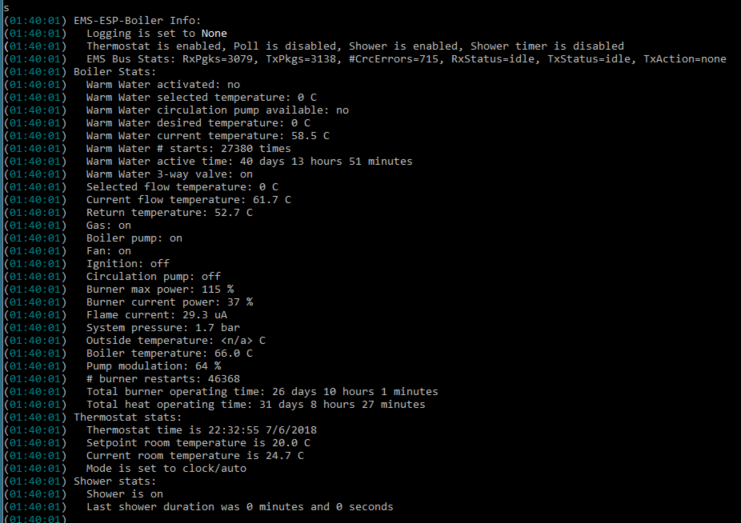 s
(01:40:01) EMS-ESP-Boiler Info:
(01:40:01)   Logging is set to None
(01:40:01)   Thermostat is enabled, Poll is disabled, Shower is enabled, Shower timer is disabled
(01:40:01)   EMS Bus Stats: RxPgks=3079, TxPkgs=3138, #CrcErrors=715, RxStatus=idle, TxStatus=idle, TxAction=none
(01:40:01) Boiler Stats:
(01:40:01)   Warm Water activated: no
(01:40:01)   Warm Water selected temperature: 0 C
(01:40:01)   Warm Water circulation pump available: no
(01:40:01)   Warm Water desired temperature: 0 C
(01:40:01)   Warm Water current temperature: 58.5 C
(01:40:01)   Warm Water # starts: 27380 times
(01:40:01)   Warm Water active time: 40 days 13 hours 51 minutes
(01:40:01)   Warm Water 3-way valve: on
(01:40:01)   Selected flow temperature: 0 C
(01:40:01)   Current flow temperature: 61.7 C
(01:40:01)   Return temperature: 52.7 C
(01:40:01)   Gas: on
(01:40:01)   Boiler pump: on
(01:40:01)   Fan: on
(01:40:01)   Ignition: off
(01:40:01)   Circulation pump: off
(01:40:01)   Burner max power: 115 %
(01:40:01)   Burner current power: 37 %
(01:40:01)   Flame current: 29.3 uA
(01:40:01)   System pressure: 1.7 bar
(01:40:01)   Outside temperature: <n/a> C
(01:40:01)   Boiler temperature: 66.0 C
(01:40:01)   Pump modulation: 64 %
(01:40:01)   # burner restarts: 46368
(01:40:01)   Total burner operating time: 26 days 10 hours 1 minutes
(01:40:01)   Total heat operating time: 31 days 8 hours 27 minutes
(01:40:01) Thermostat stats:
(01:40:01)   Thermostat time is 22:32:55 7/6/2018
(01:40:01)   Setpoint room temperature is 20.0 C
(01:40:01)   Current room temperature is 24.7 C
(01:40:01)   Mode is set to clock/auto
(01:40:01) Shower stats:
(01:40:01)   Shower is on
(01:40:01)   Last shower duration was 0 minutes and 0 seconds
(01:40:01)